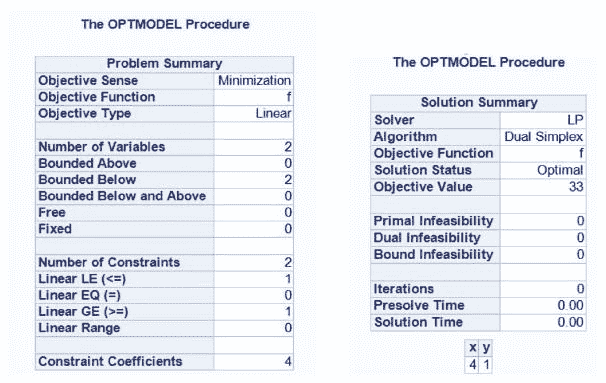 The OPTMODEL Procedure
Problem Summary
Objective Sense Minimization
Objective Function f
Objective Type Linear
Number of Variables 2
Bounded Above 0
Bounded Below 2
Bounded Below and Above 0
Free 0
Fixed 0
Number of Constraints 2
Linear LE (<=) 1
Linear EQ (=) 0
Linear GE (>=) 1
Linear Range 0
Constraint Coefficients 4
The OPTMODEL Procedure
Solution Summary
Solver LP
Algorithm Dual Simplex
Objective Function f
Solution Status Optimal
Objective Value 33
Primal Infeasibility 0
Dual Infeasibility 0
Bound Infeasibility 0
Iterations 0
Presolve Time 0.00
Solution Time 0.00
x y
4 1